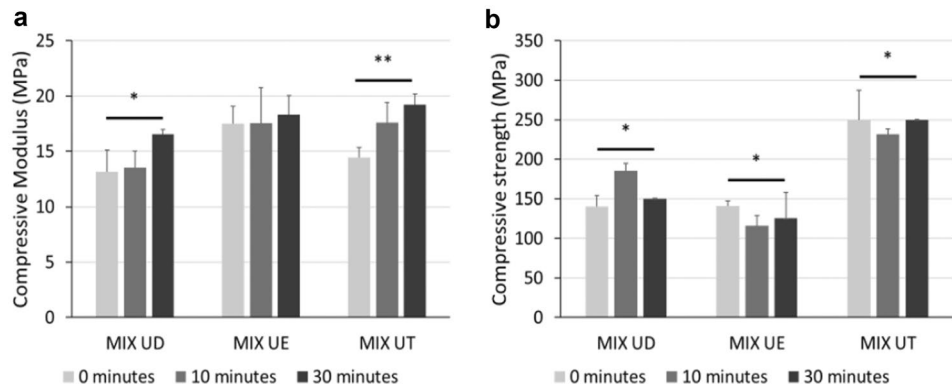 a
Compressive Modulus (MPa)
25
20
15
10
5
0
*
**
MIX UD MIX UE MIX UT
0 minutes 10 minutes 30 minutes
b
Compressive strength (MPa)
350
300
250
200
150
100
50
0
*
*
*
MIX UD MIX UE MIX UT
0 minutes 10 minutes 30 minutes